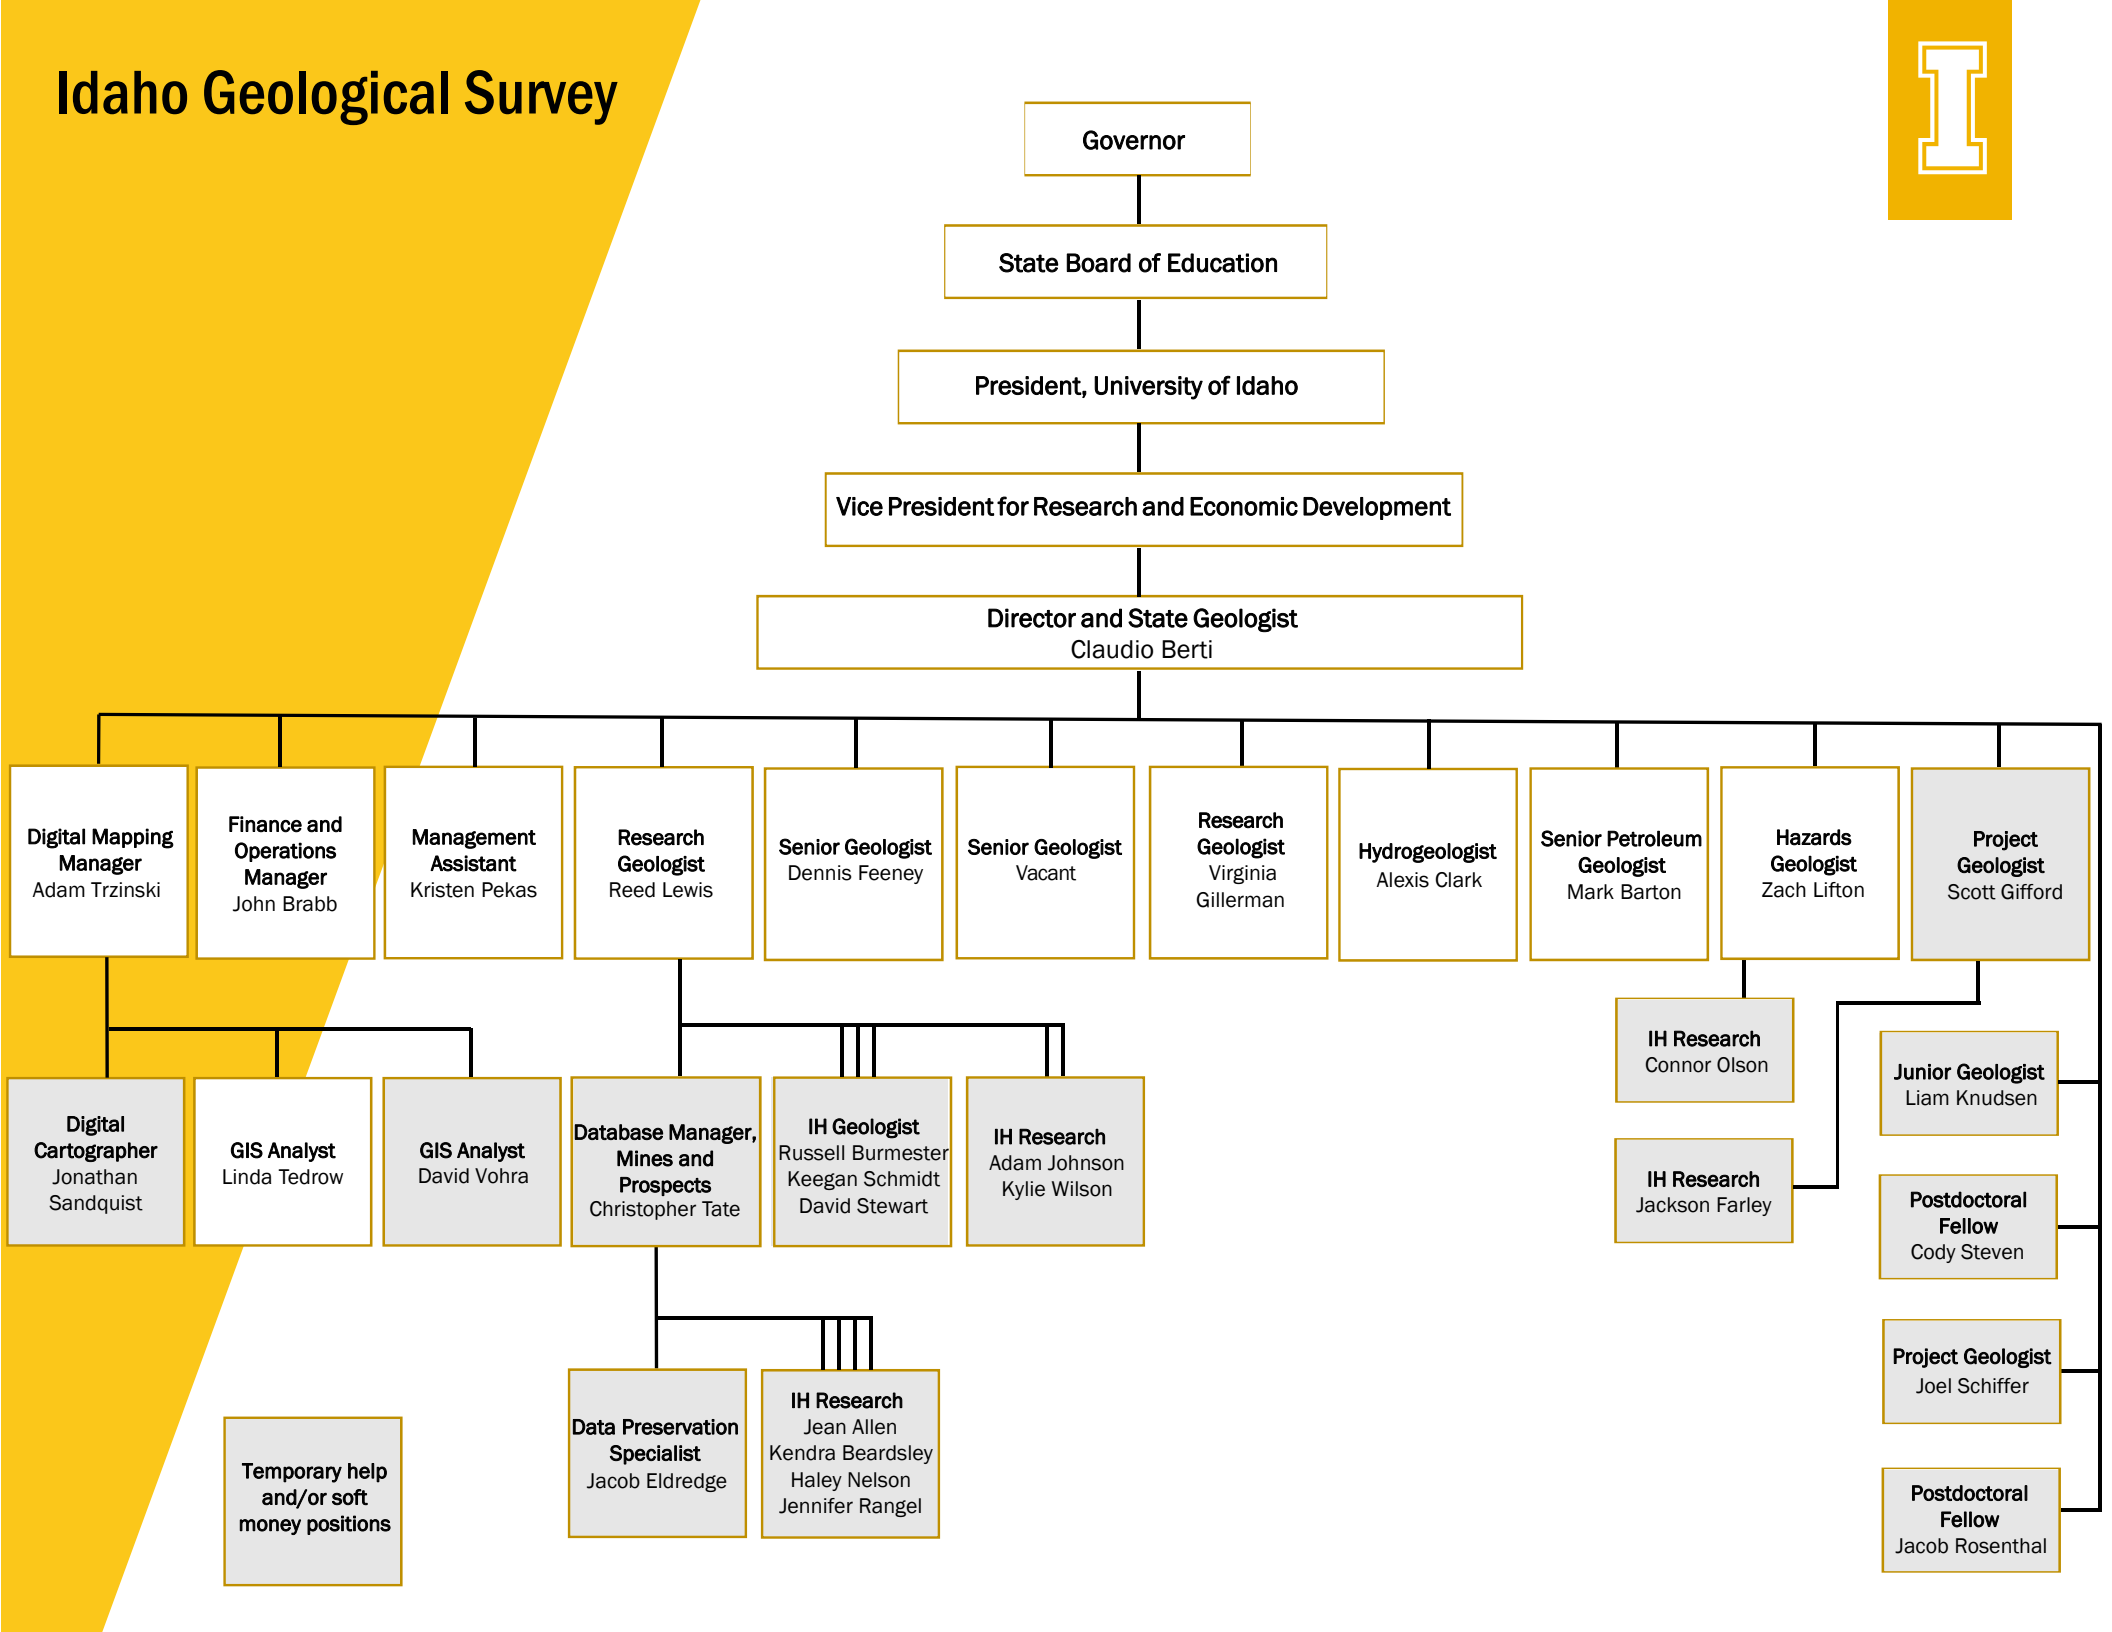 Idaho Geological Survey
Governor
State Board of Education
President, University of Idaho
Vice President for Research and Economic Development
Director and State Geologist
Claudio Berti
Digital Mapping
Manager
Adam Trzinski
Finance and
Operations
Manager
John Brabb
Management
Assistant
Kristen Pekas
Research
Geologist
Reed Lewis
Senior Geologist
Dennis Feeney
Senior Geologist
Vacant
Research
Geologist
Virginia
Gillerman
Hydrogeologist
Alexis Clark
Senior Petroleum
Geologist
Mark Barton
Hazards
Geologist
Zach Lifton
Project
Geologist
Scott Gifford
IH Research
Connor Olson
Junior Geologist
Liam Knudsen
Digital
Cartographer
Jonathan
Sandquist
GIS Analyst
Linda Tedrow
GIS Analyst
David Vohra
Database Manager,
Mines and
Prospects
Christopher Tate
IH Geologist
Russell Burmester
Keegan Schmidt
David Stewart
IH Research
Adam Johnson
Kylie Wilson
IH Research
Jackson Farley
Postdoctoral
Fellow
Cody Steven
Project Geologist
Joel Schiffer
Temporary help
and/or soft
money positions
Data Preservation
Specialist
Jacob Eldredge
IH Research
Jean Allen
Kendra Beardsley
Haley Nelson
Jennifer Rangel
Postdoctoral
Fellow
Jacob Rosenthal
I